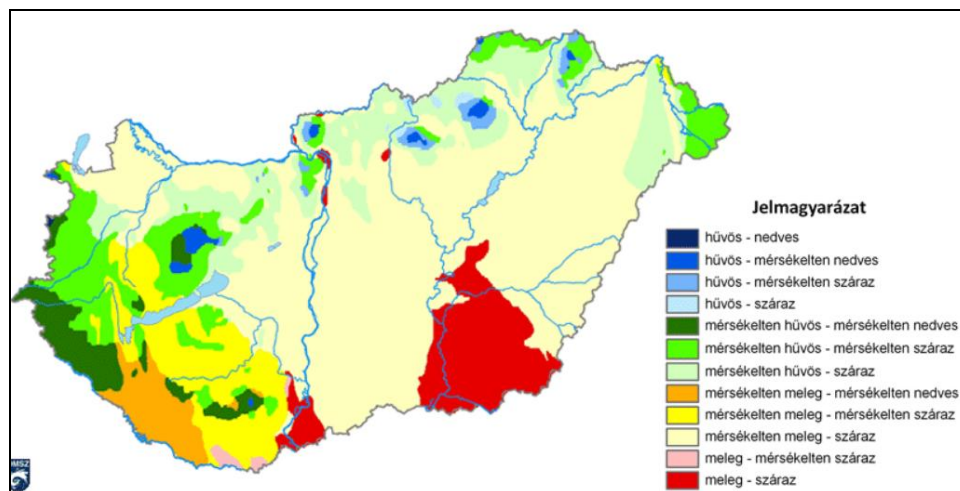 Jelmagyarázat
hűvös - nedves
hűvös - mérsékelten nedves
hűvös - mérsékelten száraz
hűvös - száraz
mérsékelten hűvös - mérsékelten nedves
mérsékelten hűvös - mérsékelten száraz
mérsékelten hűvös - száraz
mérsékelten meleg - mérsékelten nedves
mérsékelten meleg - mérsékelten száraz
mérsékelten meleg - száraz
meleg - mérsékelten száraz
meleg - száraz
OMSZ